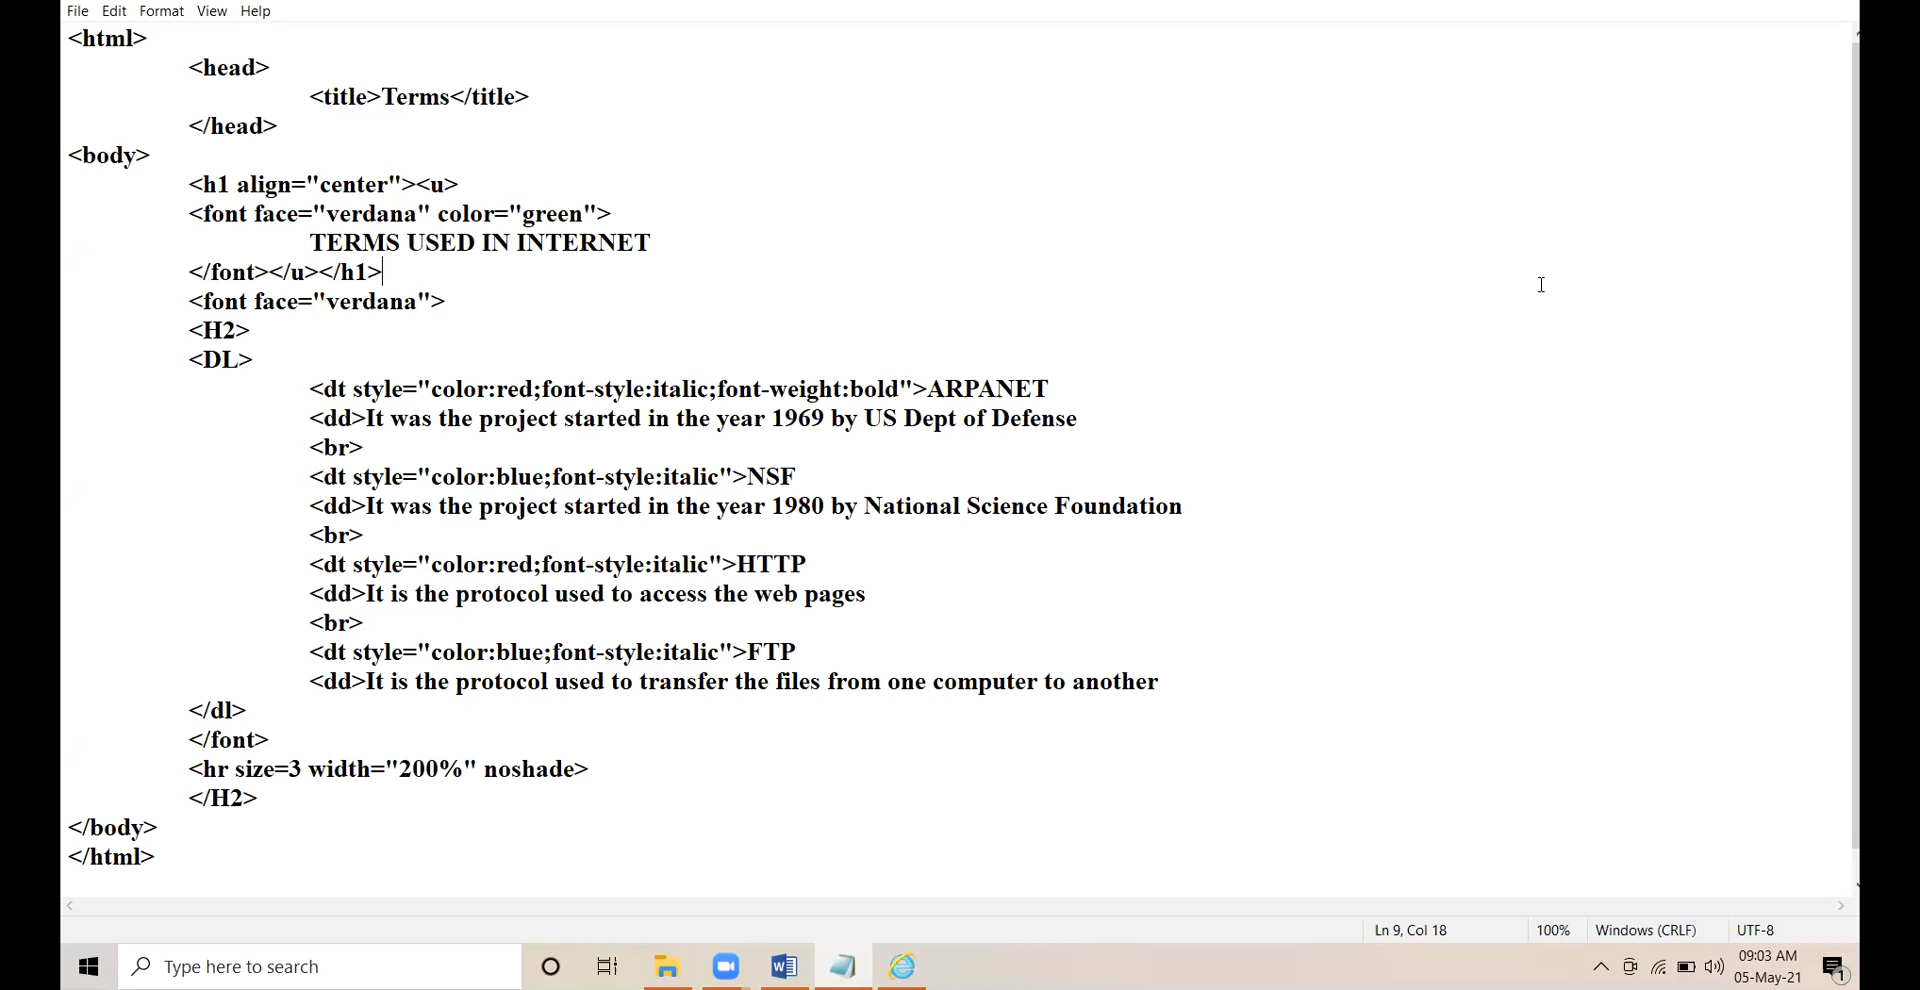 File Edit Format View Help
<html>
<head>
<title>Terms</title>
</head>
<body>
<h1 align="center"><u>
<font face="verdana" color="green">
TERMS USED IN INTERNET
</font></u></h1>
<font face="verdana">
<H2>
<DL>
<dt style="color:red;font-style:italic;font-weight:bold">ARPANET
<dd>It was the project started in the year 1969 by US Dept of Defense
<br>
<dt style="color:blue;font-style:italic">NSF
<dd>It was the project started in the year 1980 by National Science Foundation
<br>
<dt style="color:red;font-style:italic">HTTP
<dd>It is the protocol used to access the web pages
<br>
<dt style="color:blue;font-style:italic">FTP
<dd>It is the protocol used to transfer the files from one computer to another
</dl>
</font>
<hr size=3 width="200%" noshade>
</H2>
</body>
</html>
Ln 9, Col 18 100% Windows (CRLF) UTF-8
Type here to search
09:03 AM
05-May-21
1